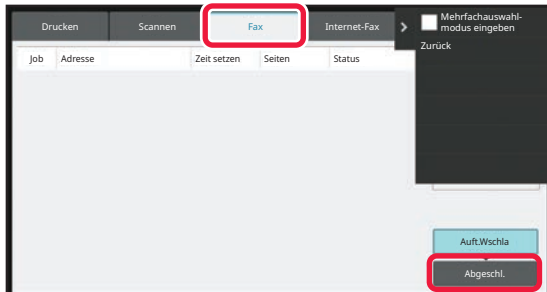 Drucken Scannen Fax Internet-Fax
Mehrfachauswahl-
modus eingeben
Zurück
Job Adresse Zeit setzen Seiten Status
Auft.Wschla
Abgeschl.